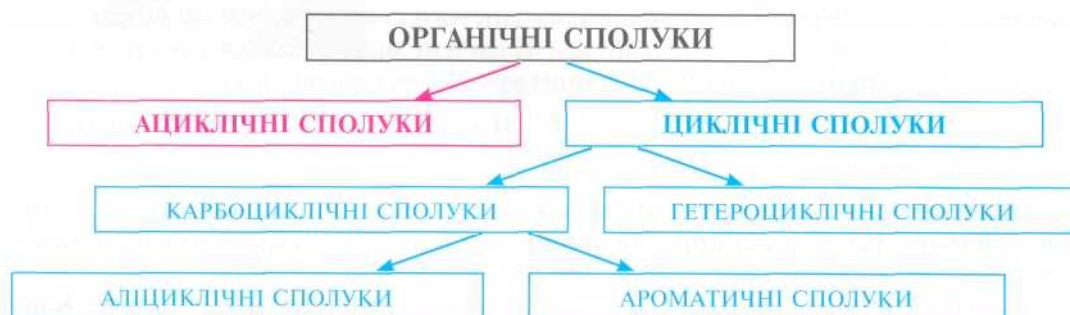 ОРГАНІЧНІ СПОЛУКИ
АЦИКЛІЧНІ СПОЛУКИ
ЦИКЛІЧНІ СПОЛУКИ
КАРБОЦИКЛІЧНІ СПОЛУКИ
ГЕТЕРОЦИКЛІЧНІ СПОЛУКИ
АЛІЦИКЛІЧНІ СПОЛУКИ
АРОМАТИЧНІ СПОЛУКИ